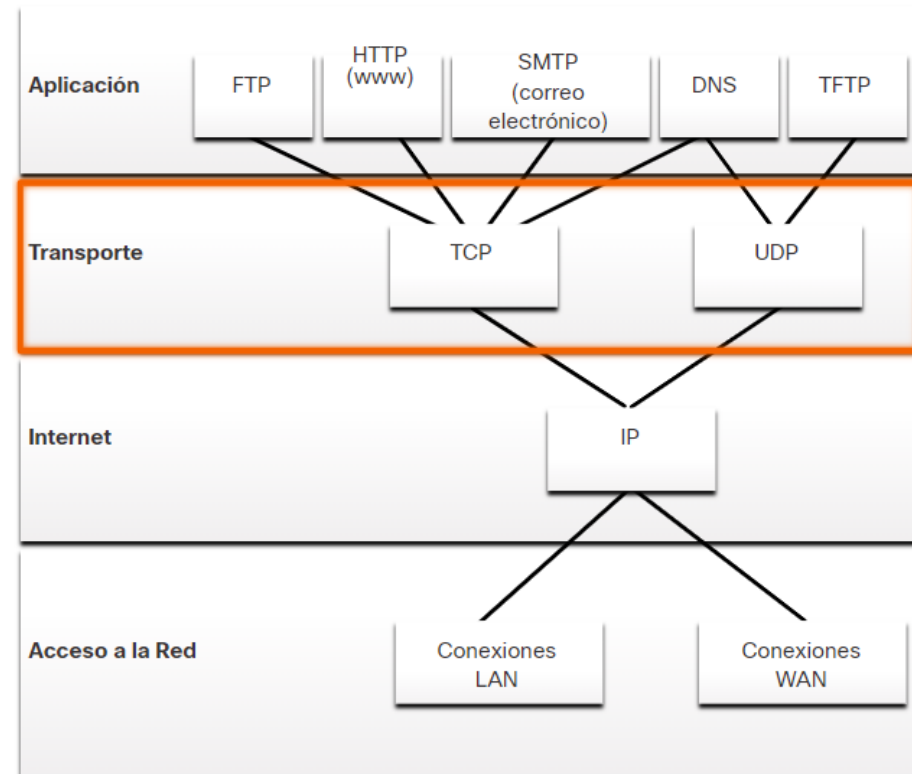 Aplicación
FTP
HTTP
(www)
SMTP
(correo
electrónico)
DNS
TFTP
Transporte
TCP
UDP
Internet
IP
Acceso a la Red
Conexiones
LAN
Conexiones
WAN